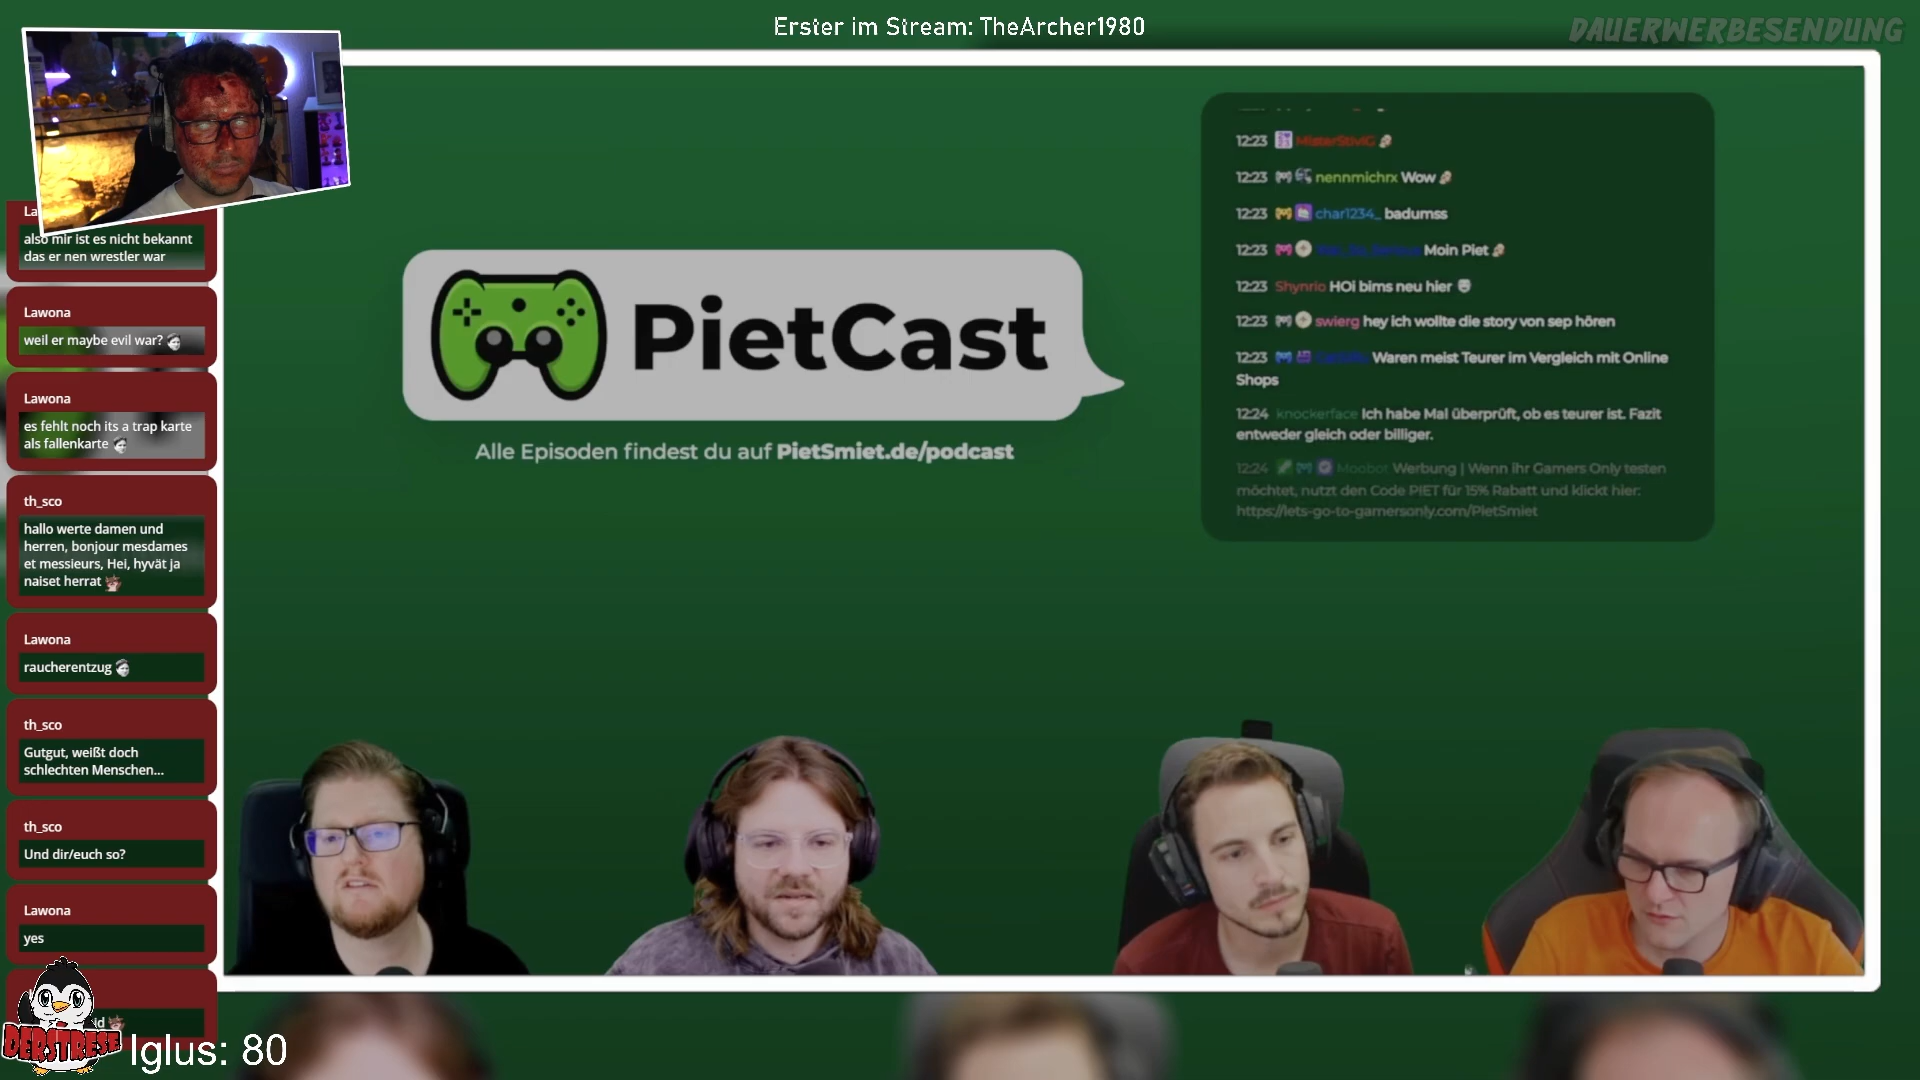 Erster im Stream: TheArcher1980
DAUERWERBESENDUNG
La
also mir ist es nicht bekannt
das er nen wrestler war
Lawona
weil er maybe evil war?
Lawona
es fehlt noch its a trap karte
als fallenkarte
th_sco
hallo werte damen und
herren, bonjour mesdames
et messieurs, Hei, hyvät ja
naiset herrat
Lawona
raucherentzug
th_sco
Gutgut, weißt doch
schlechten Menschen...
th_sco
Und dir/euch so?
Lawona
yes
id
DERSTRESE
Iglus: 80
PietCast
Alle Episoden findest du auf PietSmiet.de/podcast
12:23 MisterStiviG
12:23 nennmichrx Wow
12:23 char1234_ badumss
12:23 Moin Piet
12:23 Shynrio HOi bims neu hier
12:23 swierg hey ich wollte die story von sep hören
12:23 Waren meist Teurer im Vergleich mit Online
Shops
12:24 knockerface Ich habe Mal überprüft, ob es teurer ist. Fazit
entweder gleich oder billiger.
12:24 Moobot Werbung | Wenn ihr Gamers Only testen
möchtet, nutzt den Code PIET für 15% Rabatt und klickt hier:
https://lets-go-to-gamersonly.com/PietSmiet